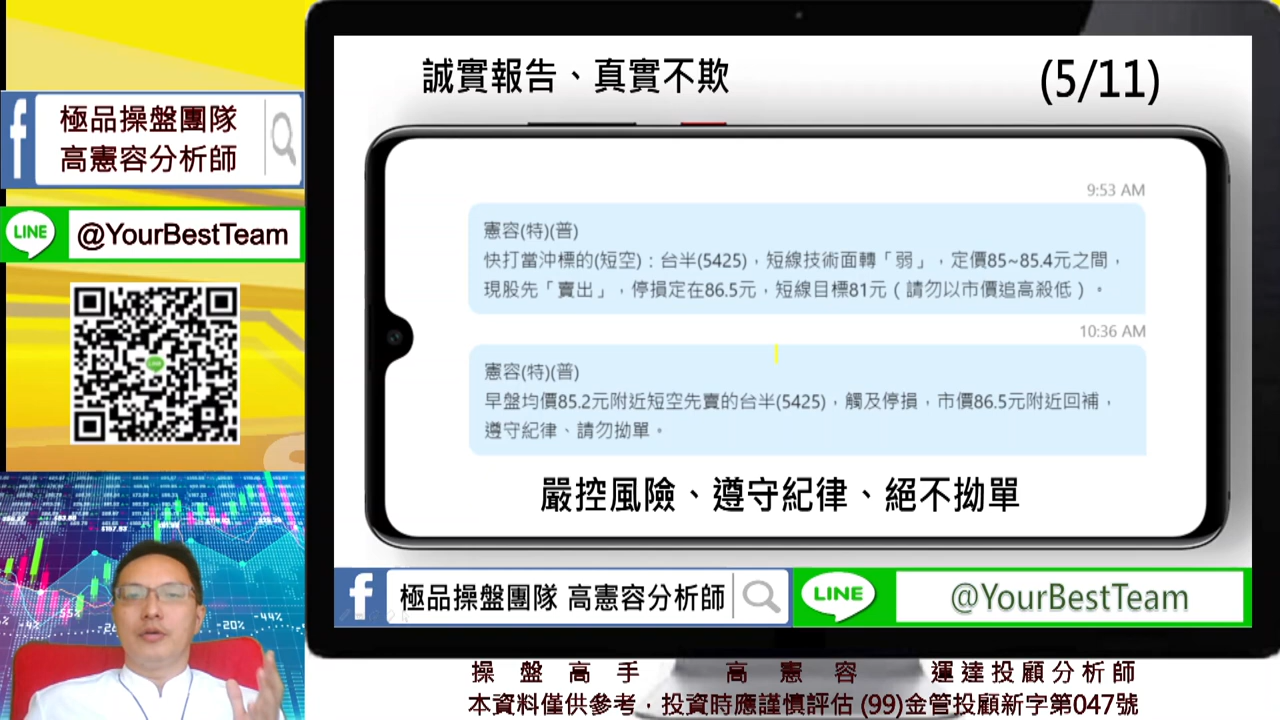 極品操盤團隊
高憲容分析師
LINE
@YourBestTeam
誠實報告、真實不欺
(5/11)
9:53 AM
憲容(特)(普)
快打當沖標的(短空)：台半(5425)，短線技術面轉「弱」，定價85~85.4元之間，
現股先「賣出」，停損定在86.5元，短線目標81元（請勿以市價追高殺低）。
10:36 AM
憲容(特)(普)
早盤均價85.2元附近短空先賣的台半(5425)，觸及停損，市價86.5元附近回補，
遵守紀律、請勿拗單。
嚴控風險、遵守紀律、絕不拗單
極品操盤團隊 高憲容分析師
LINE
@YourBestTeam
操盤高手 高憲容 運達投顧分析師
本資料僅供參考，投資時應謹慎評估 (99)金管投顧新字第047號
-20%
-44%